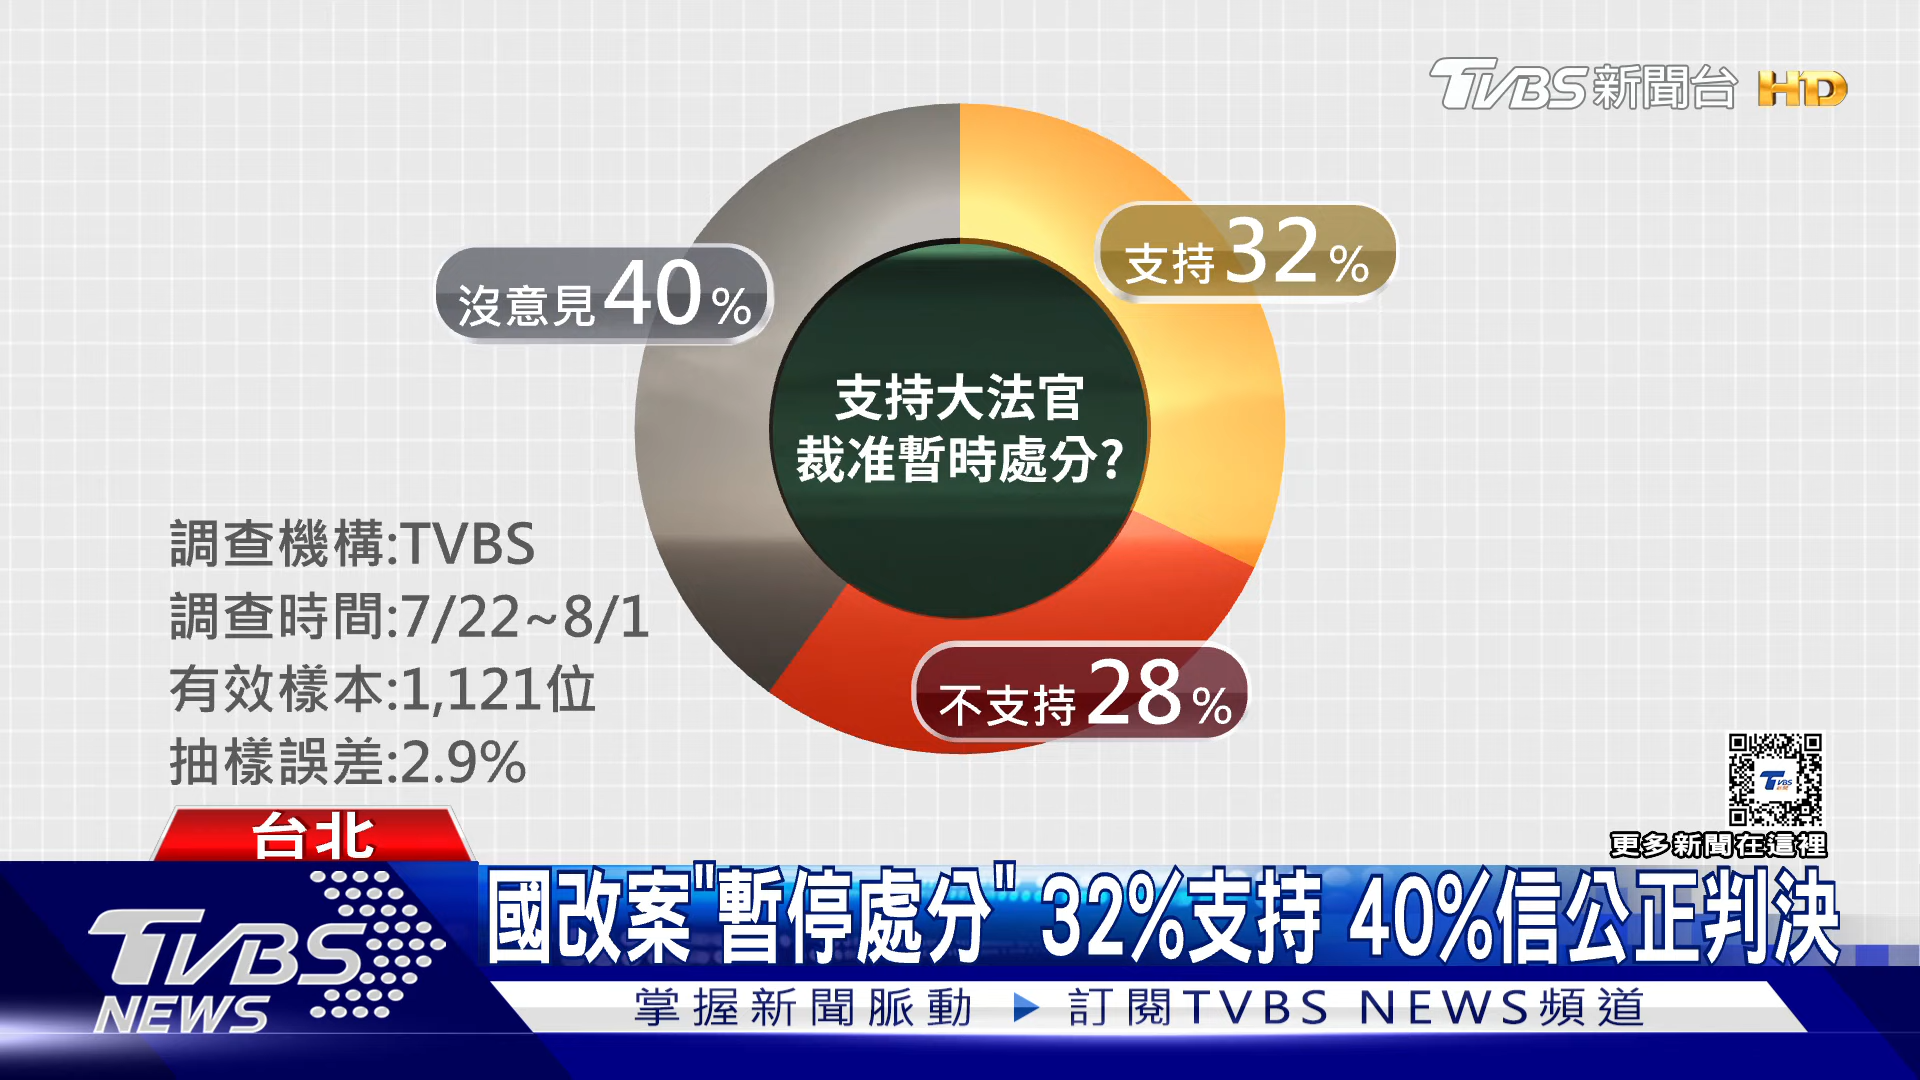 TVBS新聞台 HD
支持32%
沒意見40%
支持大法官
裁准暫時處分?
調查機構:TVBS
調查時間:7/22~8/1
有效樣本:1,121位
抽樣誤差:2.9%
不支持28%
TVBS
更多新聞在這裡
台北
國改案"暫停處分" 32%支持 40%信公正判決
TVBS
NEWS
掌握新聞脈動 ▶ 訂閱TVBS NEWS頻道